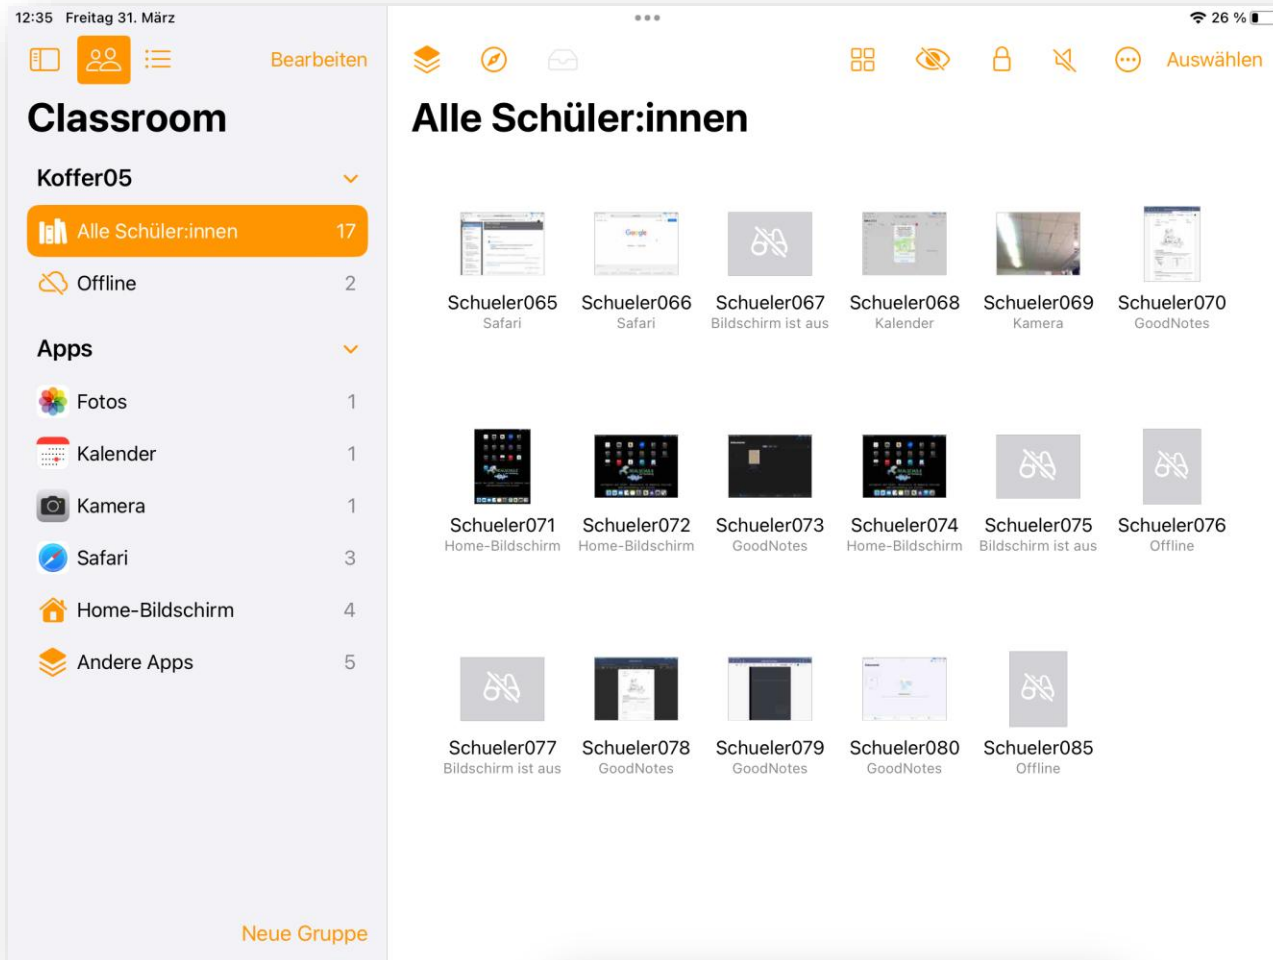 12:35 Freitag 31. März
26 %
Bearbeiten
Auswählen
Classroom
Koffer05
Alle Schüler:innen 17
Offline 2
Apps
Fotos 1
Kalender 1
Kamera 1
Safari 3
Home-Bildschirm 4
Andere Apps 5
Neue Gruppe
Alle Schüler:innen
Google
Schueler065 Schueler066 Schueler067 Schueler068 Schueler069 Schueler070
Safari Safari Bildschirm ist aus Kalender Kamera GoodNotes
Schueler071 Schueler072 Schueler073 Schueler074 Schueler075 Schueler076
Home-Bildschirm Home-Bildschirm GoodNotes Home-Bildschirm Bildschirm ist aus Offline
Schueler077 Schueler078 Schueler079 Schueler080 Schueler085
Bildschirm ist aus GoodNotes GoodNotes GoodNotes Offline